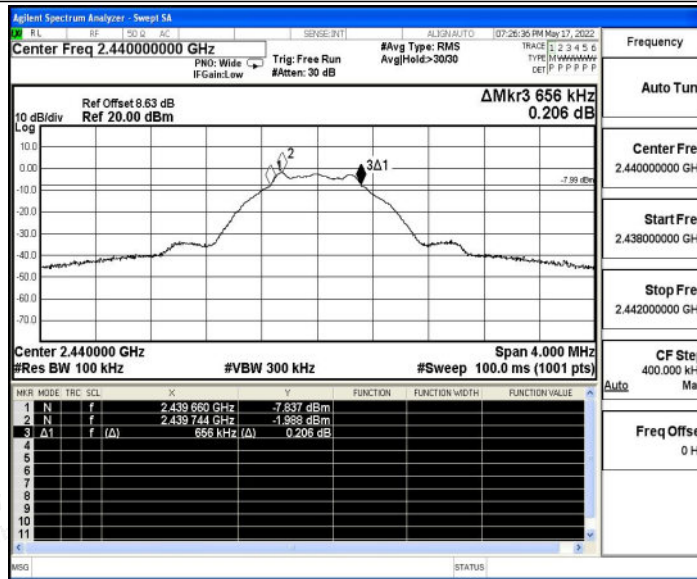 Agilent Spectrum Analyzer - Swept SA
RL RF 50 Ω AC SENSE:INT ALIGNAUTO 07:26:36 PM May 17, 2022
Center Freq 2.440000000 GHz
#Avg Type: RMS
TRACE 1 2 3 4 5 6
PNO: Wide
Trig: Free Run
Avg|Hold:>30/30
TYPE M
IFGain:Low
#Atten: 30 dB
DET P P P P P P
Frequency
Auto Tun
ΔMkr3 656 kHz
0.206 dB
Ref Offset 8.63 dB
10 dB/div Ref 20.00 dBm
Log
10.0
0.00
-10.0
-20.0
-30.0
-40.0
-50.0
-60.0
-70.0
1
2
3Δ1
-7.99 dBm
Center Fre
2.440000000 GH
Start Fre
2.438000000 GH
Stop Fre
2.442000000 GH
Center 2.440000 GHz Span 4.000 MHz
#Res BW 100 kHz #VBW 300 kHz #Sweep 100.0 ms (1001 pts)
CF Ste
400.000 kH
Auto Ma
Freq Offse
0 H
MKR MODE TRC SCL X Y FUNCTION FUNCTION WIDTH FUNCTION VALUE
1 N f 2.439 660 GHz -7.837 dBm
2 N f 2.439 744 GHz -1.988 dBm
3 Δ1 f (Δ) 656 kHz (Δ) 0.206 dB
4
5
6
7
8
9
10
11
MSG STATUS